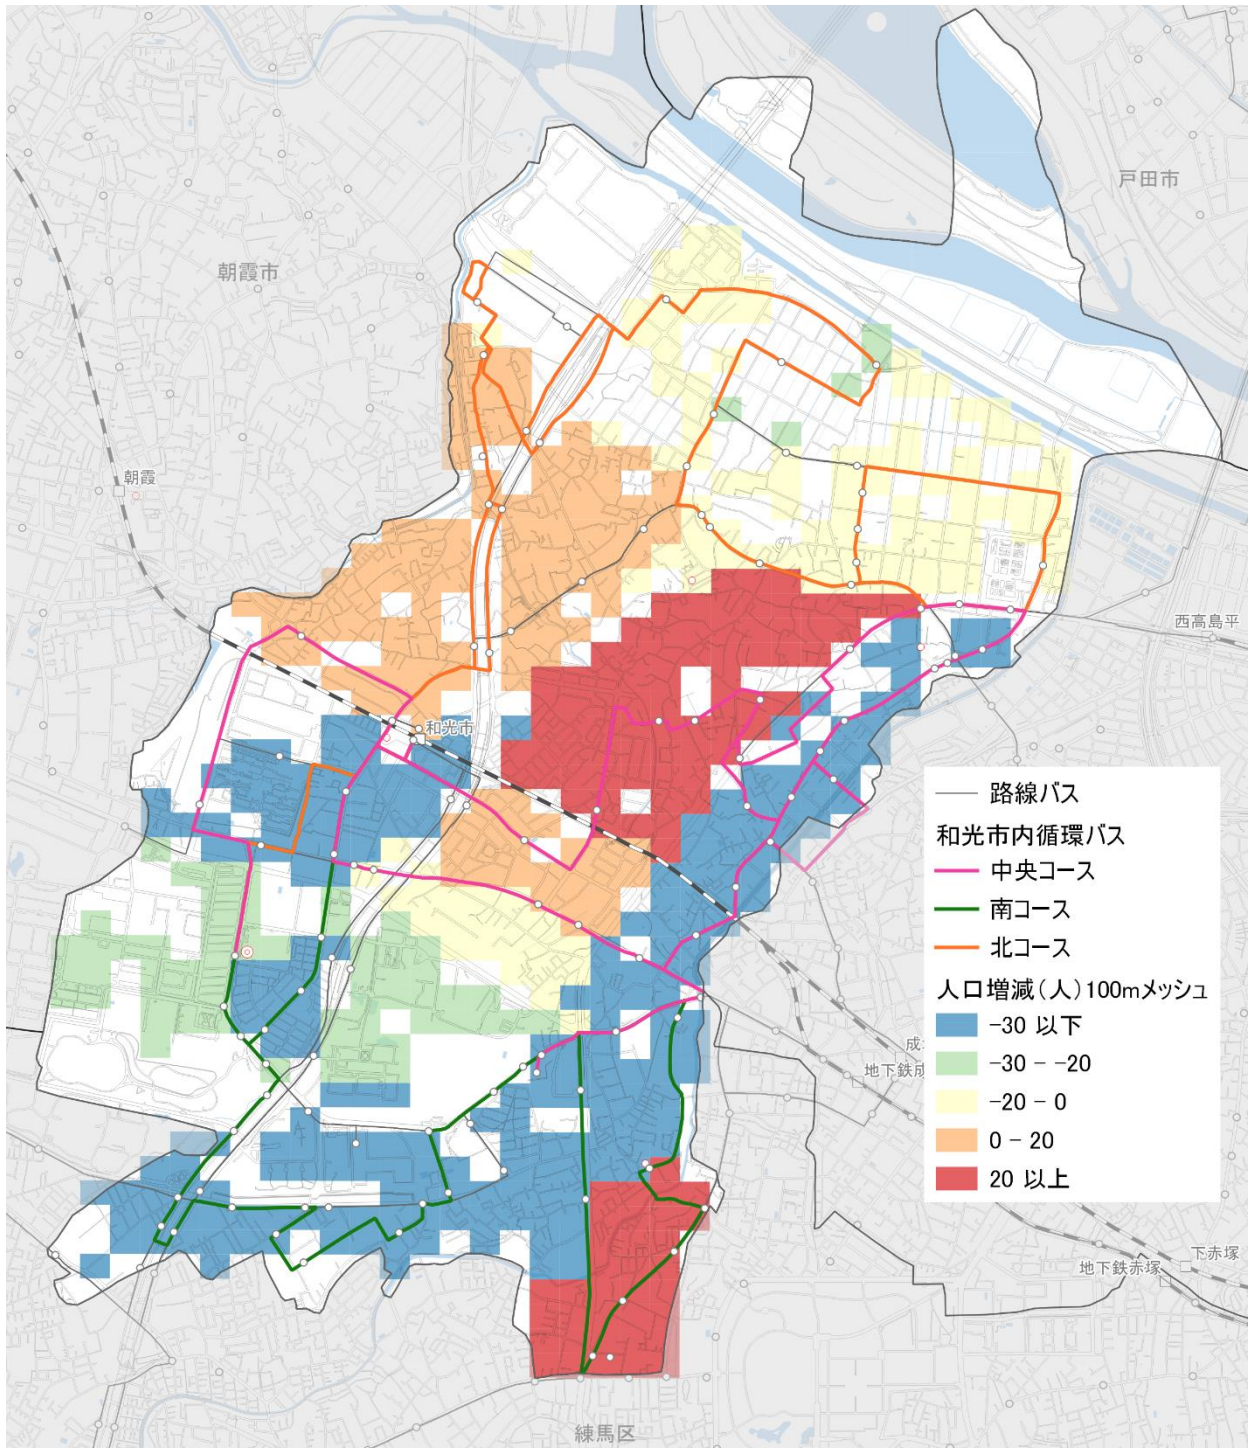 戸田市
朝霞市
朝霞
西高島平
和光市
路線バス
和光市内循環バス
中央コース
南コース
北コース
人口増減(人)100mメッシュ
-30 以下
-30 - -20
-20 - 0
0 - 20
20 以上
成
地下鉄成
下赤塚
地下鉄赤塚
練馬区